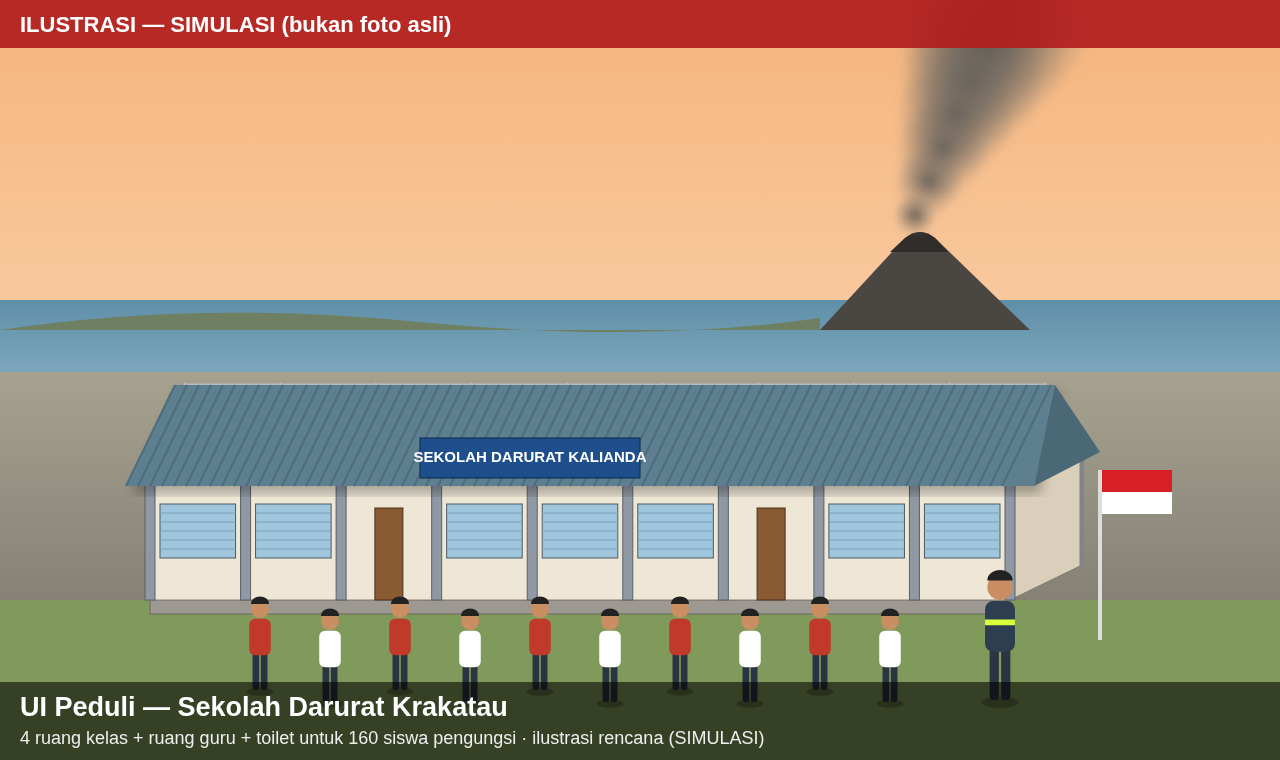 ILUSTRASI — SIMULASI (bukan foto asli)
SEKOLAH DARURAT KALIANDA
UI Peduli — Sekolah Darurat Krakatau
4 ruang kelas + ruang guru + toilet untuk 160 siswa pengungsi · ilustrasi rencana (SIMULASI)